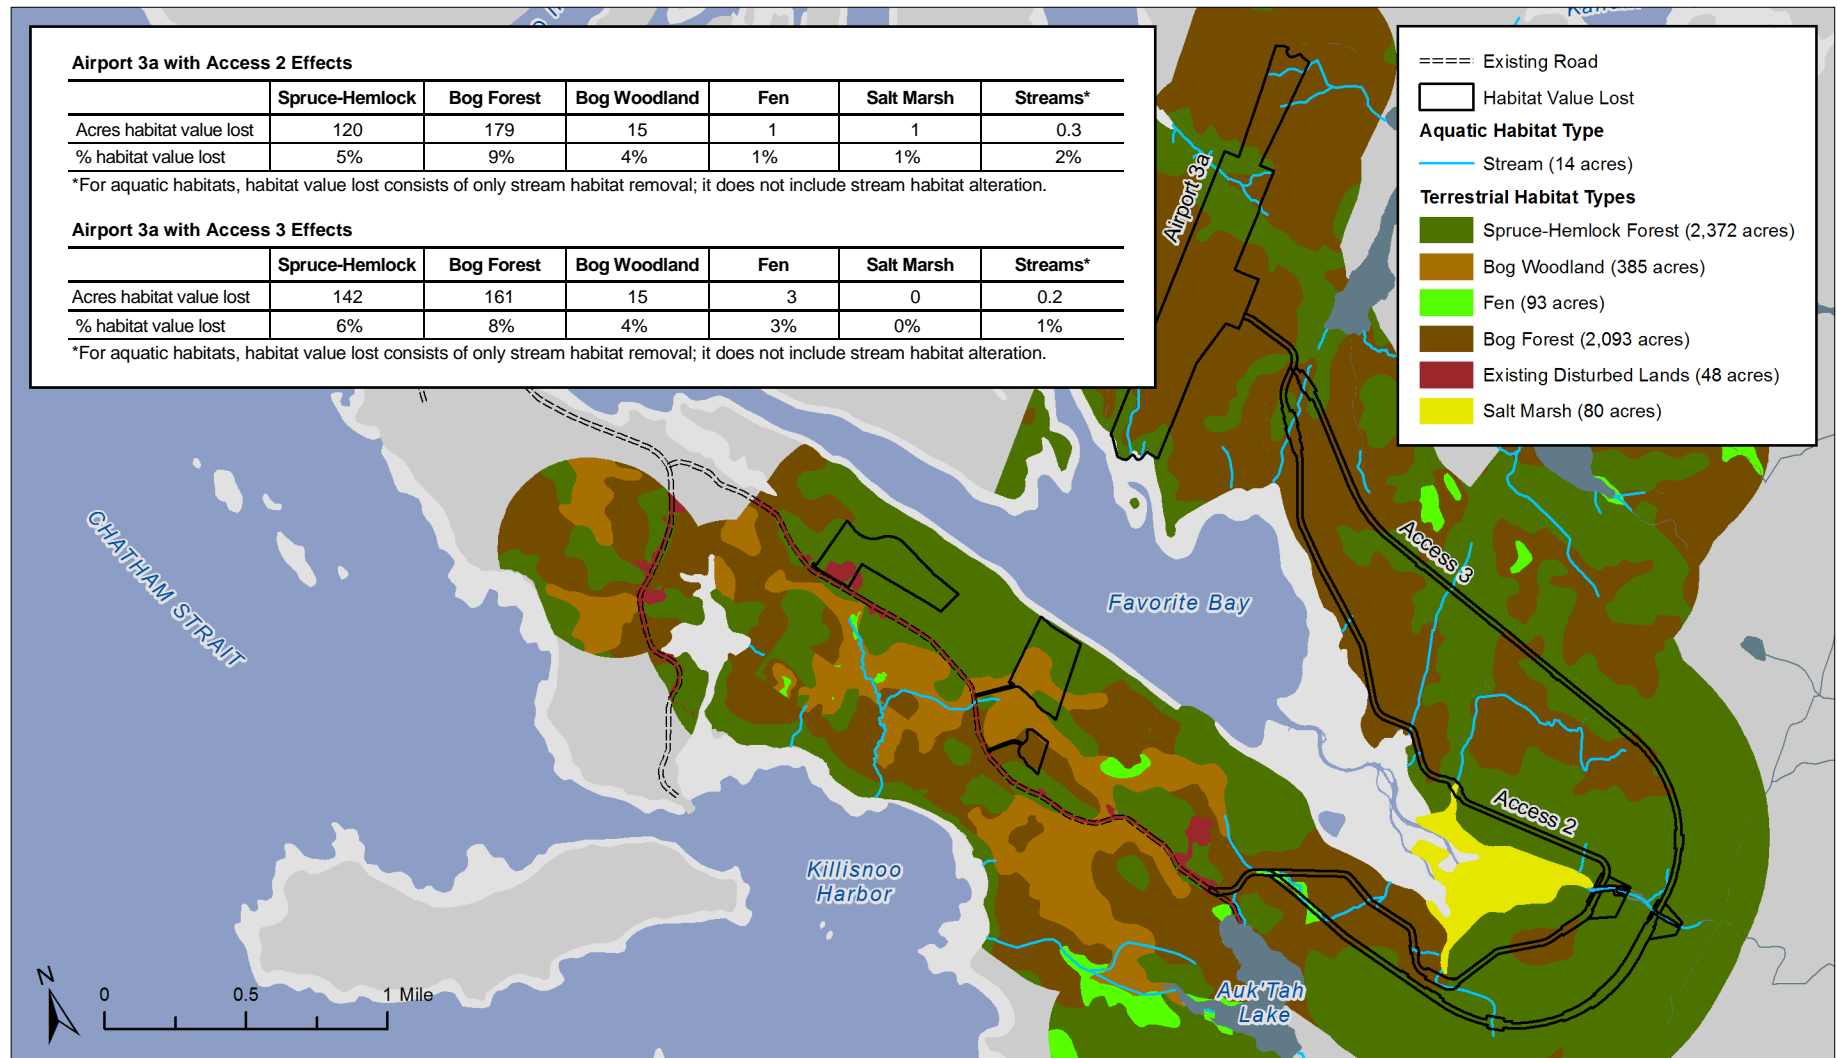 Airport 3a with Access 2 Effects
Spruce-Hemlock Bog Forest Bog Woodland Fen Salt Marsh Streams*
Acres habitat value lost 120 179 15 1 1 0.3
% habitat value lost 5% 9% 4% 1% 1% 2%
*For aquatic habitats, habitat value lost consists of only stream habitat removal; it does not include stream habitat alteration.
Airport 3a with Access 3 Effects
Spruce-Hemlock Bog Forest Bog Woodland Fen Salt Marsh Streams*
Acres habitat value lost 142 161 15 3 0 0.2
% habitat value lost 6% 8% 4% 3% 0% 1%
*For aquatic habitats, habitat value lost consists of only stream habitat removal; it does not include stream habitat alteration.
Existing Road
Habitat Value Lost
Aquatic Habitat Type
Stream (14 acres)
Terrestrial Habitat Types
Spruce-Hemlock Forest (2,372 acres)
Bog Woodland (385 acres)
Fen (93 acres)
Bog Forest (2,093 acres)
Existing Disturbed Lands (48 acres)
Salt Marsh (80 acres)
Airport 3a
Access 3
CHATHAM STRAIT
Favorite Bay
Access 2
Killisnoo
Harbor
Auk'Tah
Lake
N
0 0.5 1 Mile